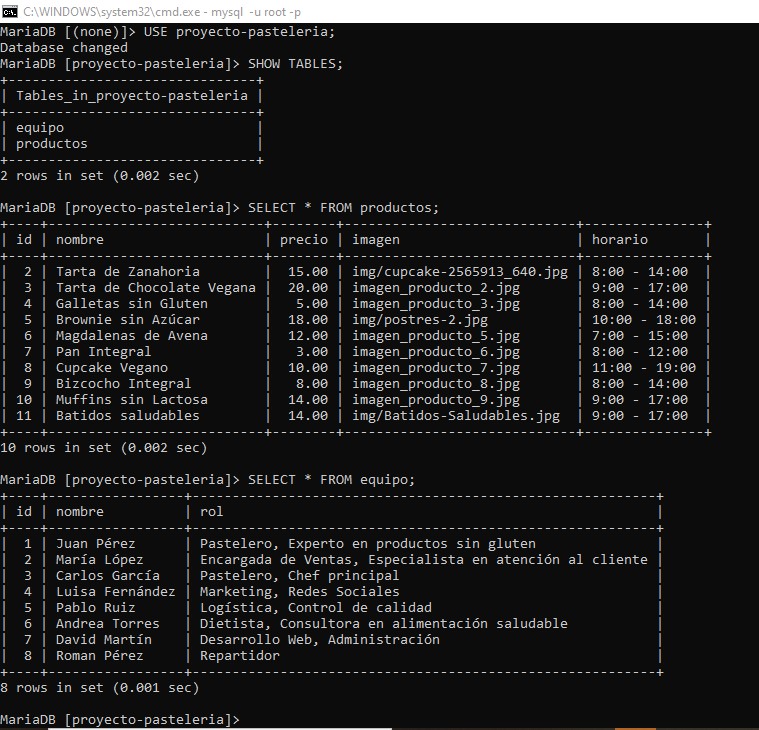 C:\WINDOWS\system32\cmd.exe - mysql -u root -p
MariaDB [(none)]> USE proyecto-pasteleria;
Database changed
MariaDB [proyecto-pasteleria]> SHOW TABLES;
+-------------------------------+
| Tables_in_proyecto-pasteleria |
+-------------------------------+
| equipo                        |
| productos                     |
+-------------------------------+
2 rows in set (0.002 sec)

MariaDB [proyecto-pasteleria]> SELECT * FROM productos;
+----+---------------------------+--------+-----------------------------+---------------+
| id | nombre                    | precio | imagen                      | horario       |
+----+---------------------------+--------+-----------------------------+---------------+
|  2 | Tarta de Zanahoria        |  15.00 | img/cupcake-2565913_640.jpg | 8:00 - 14:00  |
|  3 | Tarta de Chocolate Vegana |  20.00 | imagen_producto_2.jpg       | 9:00 - 17:00  |
|  4 | Galletas sin Gluten       |   5.00 | imagen_producto_3.jpg       | 8:00 - 14:00  |
|  5 | Brownie sin Azúcar        |  18.00 | img/postres-2.jpg           | 10:00 - 18:00 |
|  6 | Magdalenas de Avena       |  12.00 | imagen_producto_5.jpg       | 7:00 - 15:00  |
|  7 | Pan Integral              |   3.00 | imagen_producto_6.jpg       | 8:00 - 12:00  |
|  8 | Cupcake Vegano            |  10.00 | imagen_producto_7.jpg       | 11:00 - 19:00 |
|  9 | Bizcocho Integral         |   8.00 | imagen_producto_8.jpg       | 8:00 - 14:00  |
| 10 | Muffins sin Lactosa       |  14.00 | imagen_producto_9.jpg       | 9:00 - 17:00  |
| 11 | Batidos saludables        |  14.00 | img/Batidos-Saludables.jpg  | 9:00 - 17:00  |
+----+---------------------------+--------+-----------------------------+---------------+
10 rows in set (0.002 sec)

MariaDB [proyecto-pasteleria]> SELECT * FROM equipo;
+----+-----------------+----------------------------------------------------------+
| id | nombre          | rol                                                      |
+----+-----------------+----------------------------------------------------------+
|  1 | Juan Pérez      | Pastelero, Experto en productos sin gluten               |
|  2 | María López     | Encargada de Ventas, Especialista en atención al cliente |
|  3 | Carlos García   | Pastelero, Chef principal                                |
|  4 | Luisa Fernández | Marketing, Redes Sociales                                |
|  5 | Pablo Ruiz      | Logística, Control de calidad                            |
|  6 | Andrea Torres   | Dietista, Consultora en alimentación saludable           |
|  7 | David Martín    | Desarrollo Web, Administración                           |
|  8 | Roman Pérez     | Repartidor                                               |
+----+-----------------+----------------------------------------------------------+
8 rows in set (0.001 sec)

MariaDB [proyecto-pasteleria]>